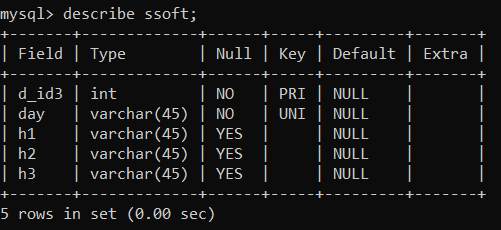 mysql> describe ssoft;
+-------+-------------+------+-----+---------+-------+
| Field | Type        | Null | Key | Default | Extra |
+-------+-------------+------+-----+---------+-------+
| d_id3 | int         | NO   | PRI | NULL    |       |
| day   | varchar(45) | NO   | UNI | NULL    |       |
| h1    | varchar(45) | YES  |     | NULL    |       |
| h2    | varchar(45) | YES  |     | NULL    |       |
| h3    | varchar(45) | YES  |     | NULL    |       |
+-------+-------------+------+-----+---------+-------+
5 rows in set (0.00 sec)